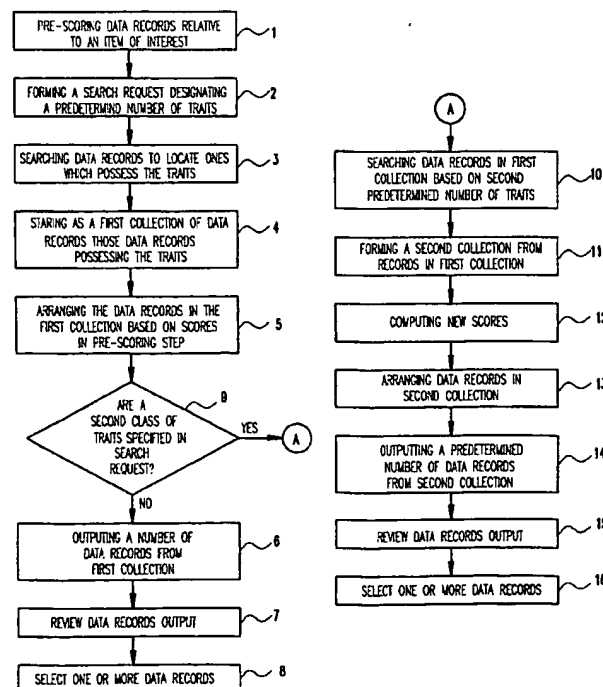 PRE-SCORING DATA RECORDS RELATIVE
TO AN ITEM OF INTEREST
1
FORMING A SEARCH REQUEST DESIGNATING
A PREDETERMIND NUMBER OF TRAITS
2
SEARCHING DATA RECORDS TO LOCATE ONES
WHICH POSSESS THE TRAITS
3
STARING AS A FIRST COLLECTION OF DATA
RECORDS THOSE DATA RECORDS
POSSESSING THE TRAITS
4
ARRANGING THE DATA RECORDS IN THE
FIRST COLLECTION BASED ON SCORES
IN PRE-SCORING STEP
5
ARE A
SECOND CLASS OF
TRAITS SPECIFIED IN
SEARCH
REQUEST?
9
YES
A
NO
OUTPUTING A NUMBER OF
DATA RECORDS FROM
FIRST COLLECTION
6
REVIEW DATA RECORDS OUTPUT
7
SELECT ONE OR MORE DATA RECORDS
8
A
SEARCHING DATA RECORDS IN FIRST
COLLECTION BASED ON SECOND
PREDETERMINED NUMBER OF TRAITS
10
FORMING A SECOND COLLECTION FROM
RECORDS IN FIRST COLLECTION
11
COMPUTING NEW SCORES
12
ARRANGING DATA RECORDS IN
SECOND COLLECTION
13
OUTPUTTING A PREDETERMINED
NUMBER OF DATA RECORDS
FROM SECOND COLLECTION
14
REVIEW DATA RECORDS OUTPUT
15
SELECT ONE OR MORE DATA RECORDS
16